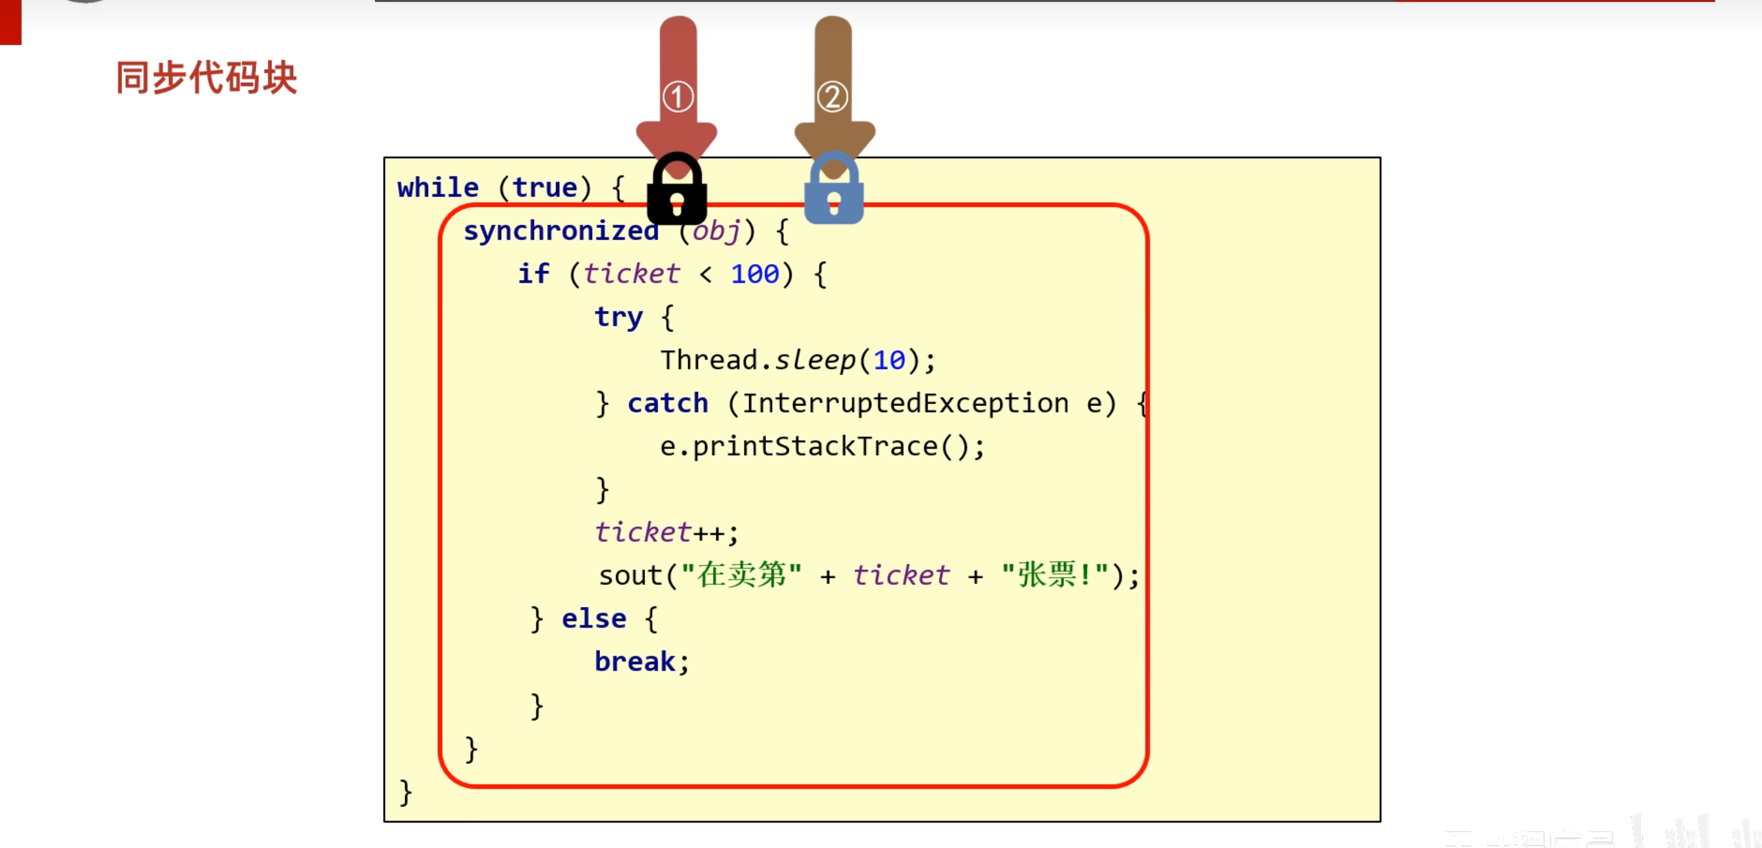 同步代码块
① ②
while (true) {
synchronized (obj) {
if (ticket < 100) {
try {
Thread.sleep(10);
} catch (InterruptedException e) {
e.printStackTrace();
}
ticket++;
sout("在卖第" + ticket + "张票!");
} else {
break;
}
}
}